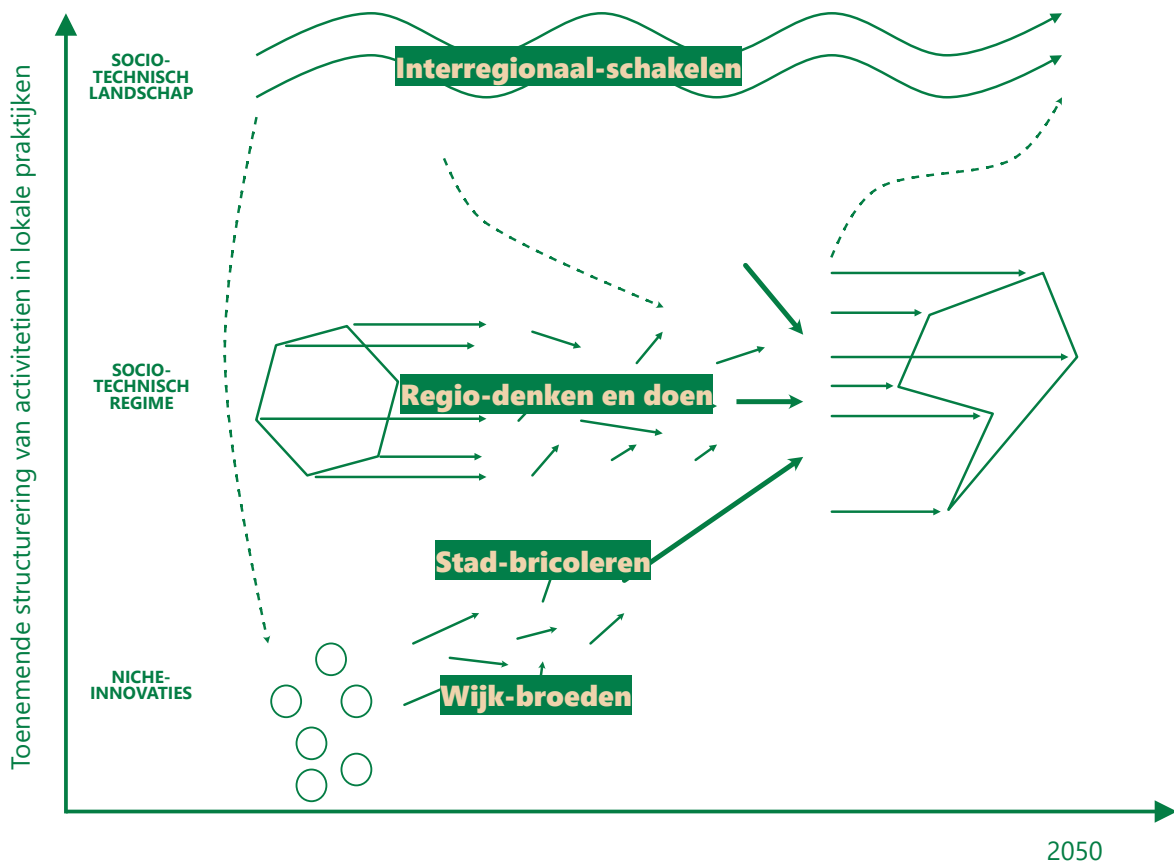 Toenemende structurering van activitetien in lokale praktijken
SOCIO-
TECHNISCH
LANDSCHAP
Interregionaal-schakelen
SOCIO-
TECHNISCH
REGIME
Regio-denken en doen
Stad-bricoleren
NICHE-
INNOVATIES
Wijk-broeden
2050